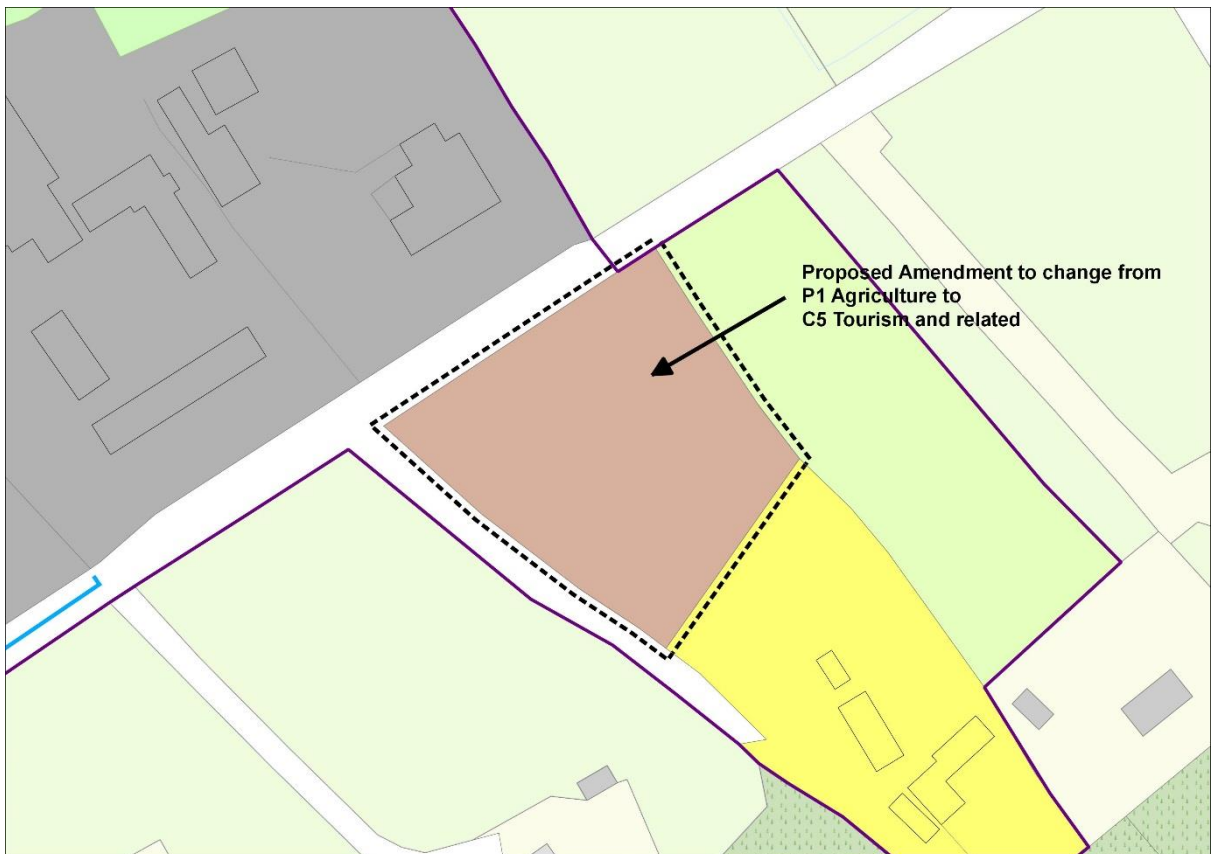 Proposed Amendment to change from
P1 Agriculture to
C5 Tourism and related